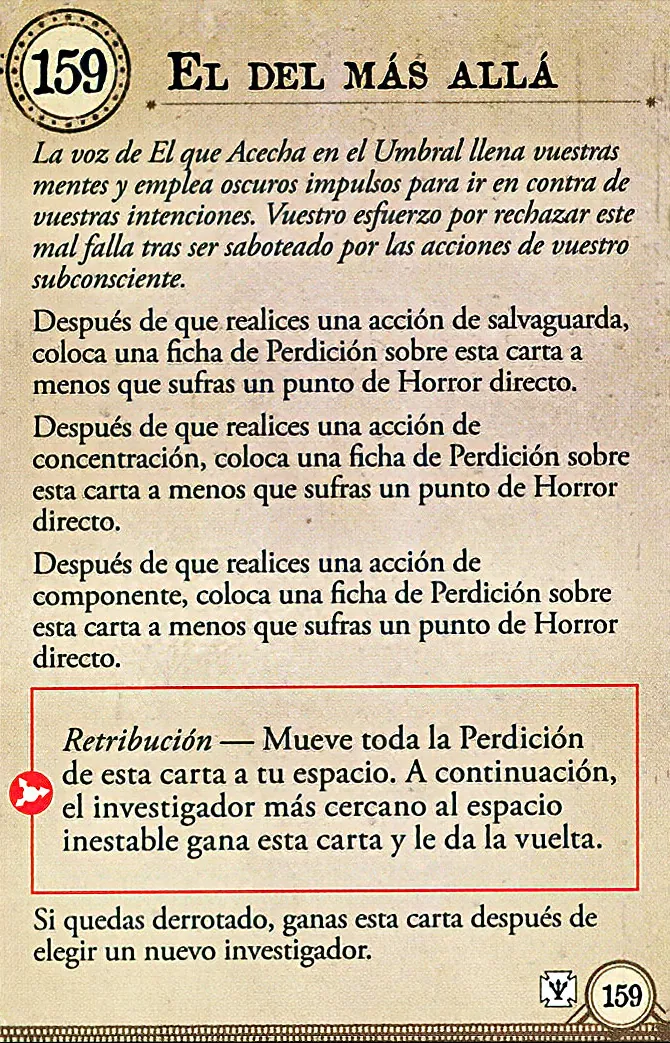 159
EL DEL MÁS ALLÁ
La voz de El que Acecha en el Umbral llena vuestras
mentes y emplea oscuros impulsos para ir en contra de
vuestras intenciones. Vuestro esfuerzo por rechazar este
mal falla tras ser saboteado por las acciones de vuestro
subconsciente.
Después de que realices una acción de salvaguarda,
coloca una ficha de Perdición sobre esta carta a
menos que sufras un punto de Horror directo.
Después de que realices una acción de
concentración, coloca una ficha de Perdición sobre
esta carta a menos que sufras un punto de Horror
directo.
Después de que realices una acción de
componente, coloca una ficha de Perdición sobre
esta carta a menos que sufras un punto de Horror
directo.
Retribución — Mueve toda la Perdición
de esta carta a tu espacio. A continuación,
el investigador más cercano al espacio
inestable gana esta carta y le da la vuelta.
Si quedas derrotado, ganas esta carta después de
elegir un nuevo investigador.
159